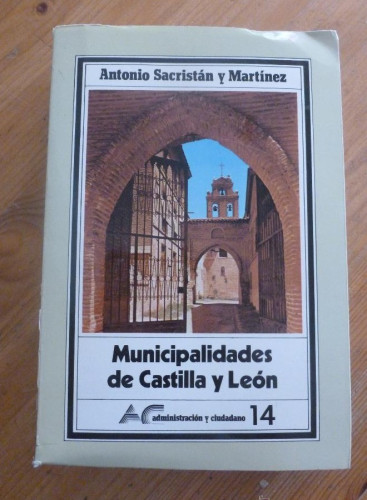 Antonio Sacristán y Martínez
Municipalidades
de Castilla y León
AC administración y ciudadano 14